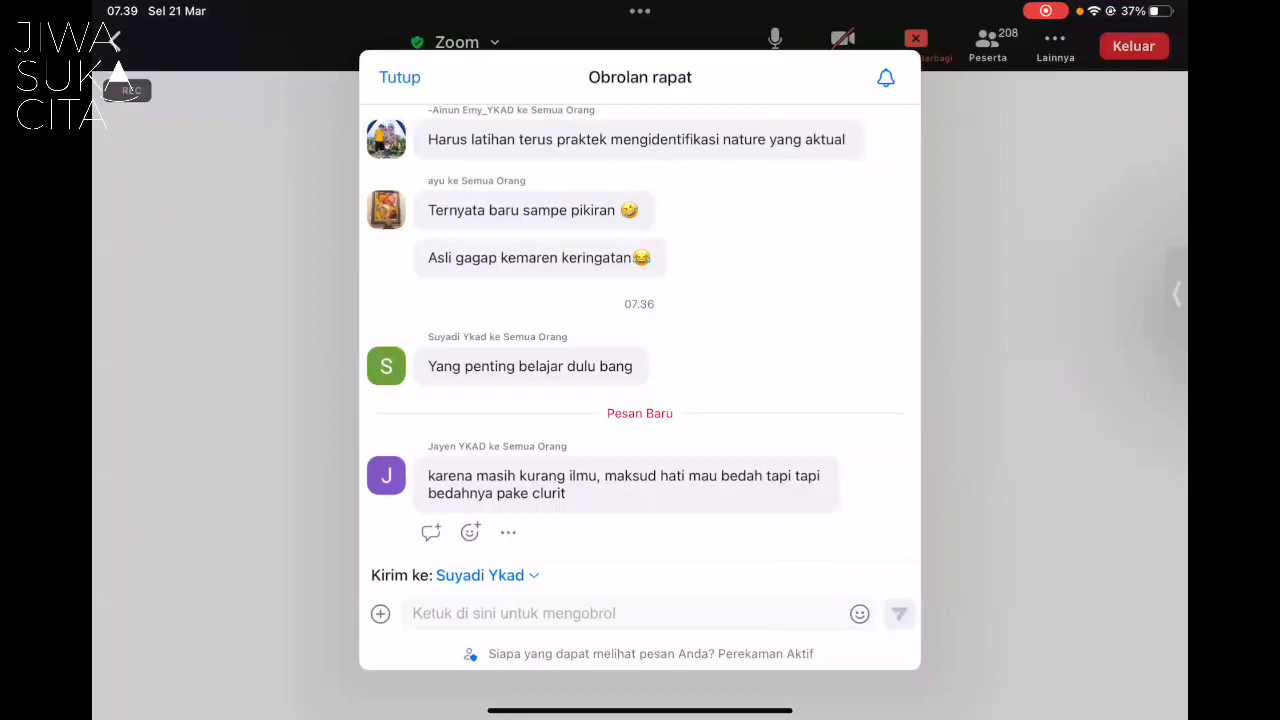 07.39 Sel 21 Mar
37%
JIWA
SUKA
CITA
REC
Zoom
208
Berbagi
Peserta
Lainnya
Keluar
Tutup
Obrolan rapat
-Ainun Emy_YKAD ke Semua Orang
Harus latihan terus praktek mengidentifikasi nature yang aktual
ayu ke Semua Orang
Ternyata baru sampe pikiran 🤣
Asli gagap kemaren keringatan😂
07.36
Suyadi Ykad ke Semua Orang
S
Yang penting belajar dulu bang
Pesan Baru
Jayen YKAD ke Semua Orang
J
karena masih kurang ilmu, maksud hati mau bedah tapi tapi
bedahnya pake clurit
Kirim ke: Suyadi Ykad
Ketuk di sini untuk mengobrol
Siapa yang dapat melihat pesan Anda? Perekaman Aktif